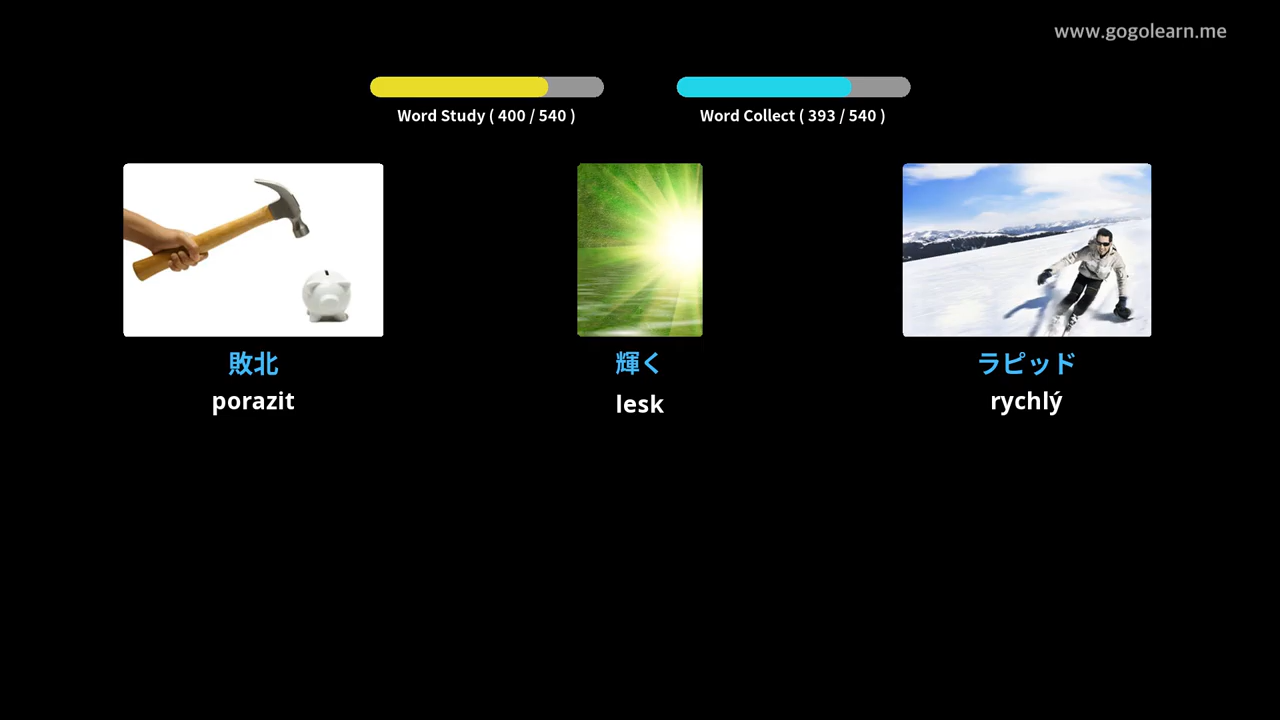 www.gogolearn.me
Word Study ( 400 / 540 )
Word Collect ( 393 / 540 )
敗北
porazit
輝く
lesk
ラピッド
rychlý